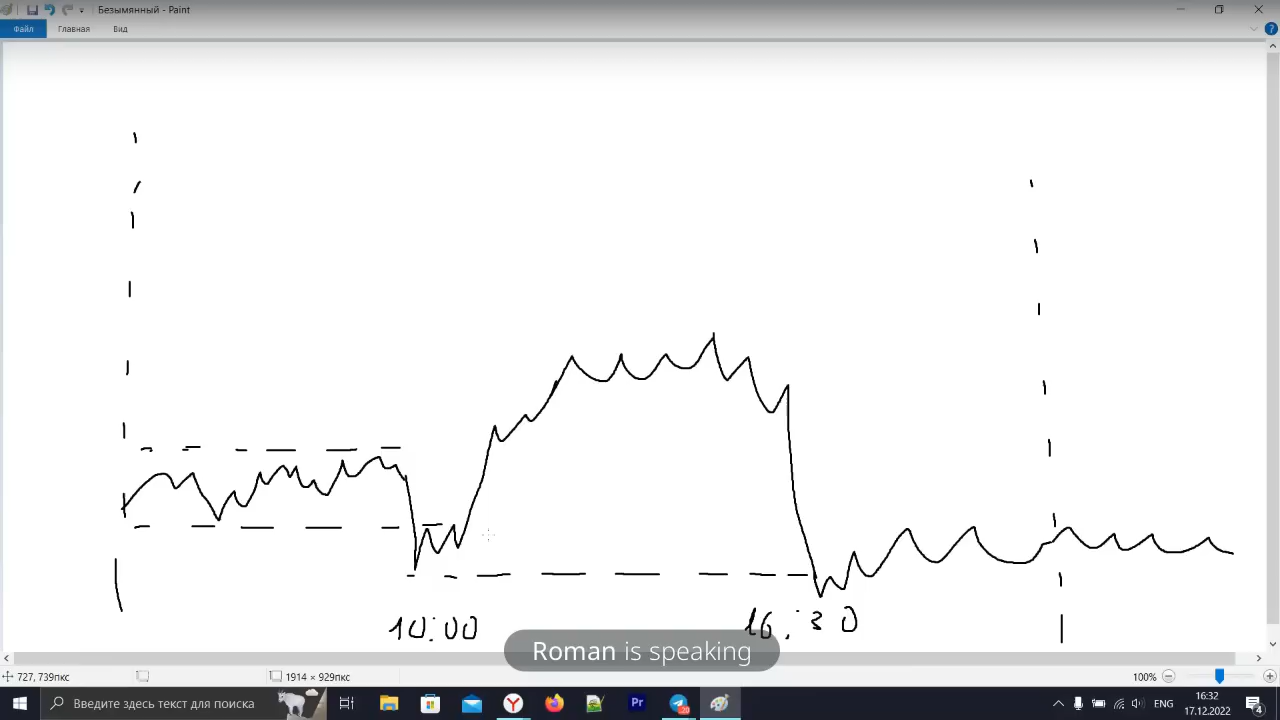 Безымянный - Paint
Файл Главная Вид
10:00
16:30
Roman is speaking
727, 739пкс
1914 × 929пкс
100%
Введите здесь текст для поиска
Pr
ENG
16:32
17.12.2022